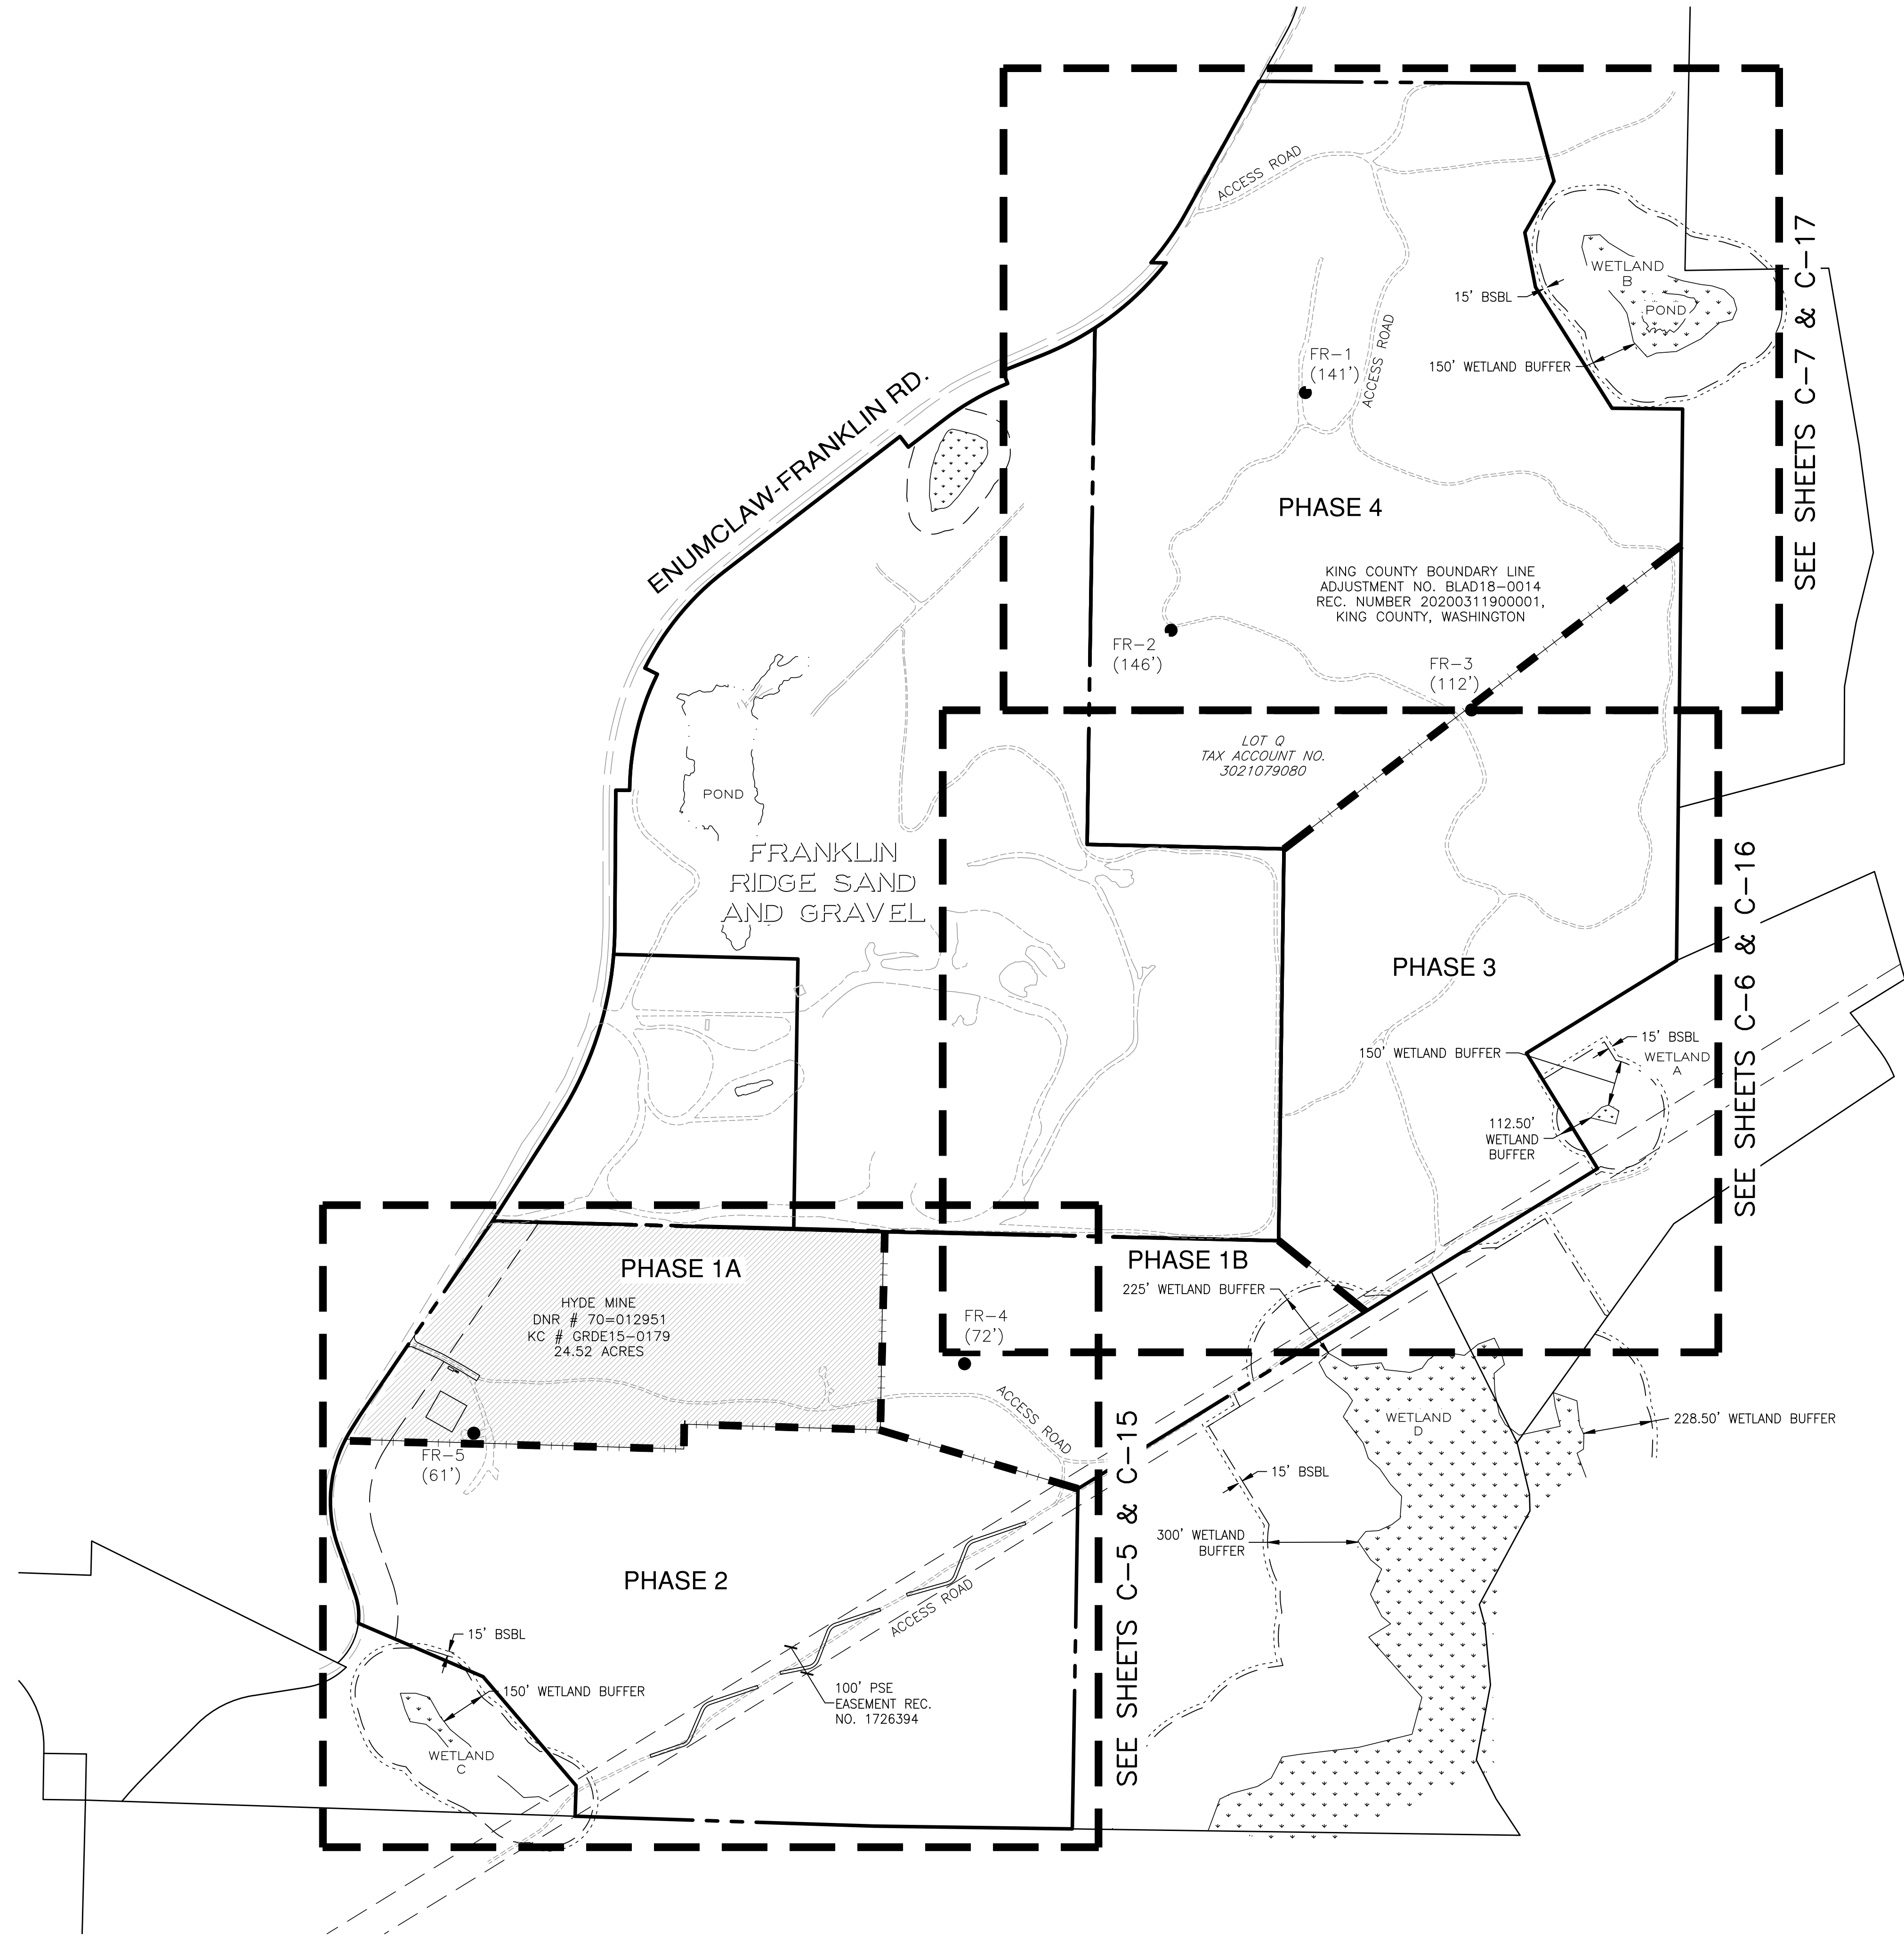 ACCESS ROAD
WETLAND
B
POND
15' BSBL
150' WETLAND BUFFER
SEE SHEETS C-7 & C-17
FR-1
(141')
ACCESS ROAD
ENUMCLAW-FRANKLIN RD.
PHASE 4
KING COUNTY BOUNDARY LINE
ADJUSTMENT NO. BLAD18-0014
REC. NUMBER 20200311900001,
KING COUNTY, WASHINGTON
FR-2
(146')
FR-3
(112')
LOT Q
TAX ACCOUNT NO.
3021079080
POND
FRANKLIN
RIDGE SAND
AND GRAVEL
PHASE 3
SEE SHEETS C-6 & C-16
150' WETLAND BUFFER
15' BSBL
WETLAND
A
112.50'
WETLAND
BUFFER
PHASE 1A
PHASE 1B
225' WETLAND BUFFER
HYDE MINE
DNR # 70=012951
KC # GRDE15-0179
24.52 ACRES
FR-4
(72')
ACCESS ROAD
WETLAND
D
228.50' WETLAND BUFFER
FR-5
(61')
15' BSBL
300' WETLAND
BUFFER
SEE SHEETS C-5 & C-15
PHASE 2
ACCESS ROAD
15' BSBL
150' WETLAND BUFFER
100' PSE
EASEMENT REC.
NO. 1726394
WETLAND
C